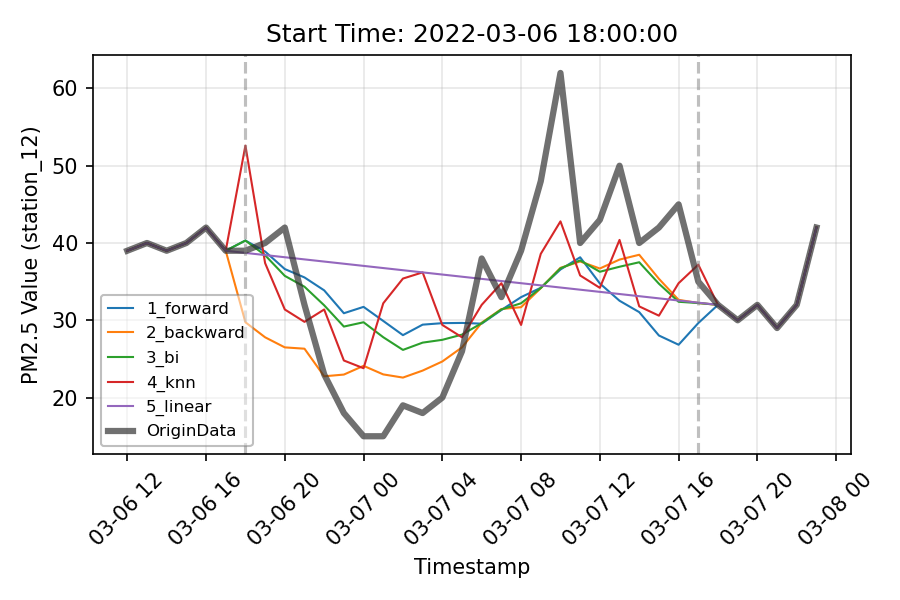 Start Time: 2022-03-06 18:00:00
PM2.5 Value (station_12)
60
50
40
30
20
1_forward
2_backward
3_bi
4_knn
5_linear
OriginData
03-06 12
03-06 16
03-06 20
03-07 00
03-07 04
03-07 08
03-07 12
03-07 16
03-07 20
03-08 00
Timestamp